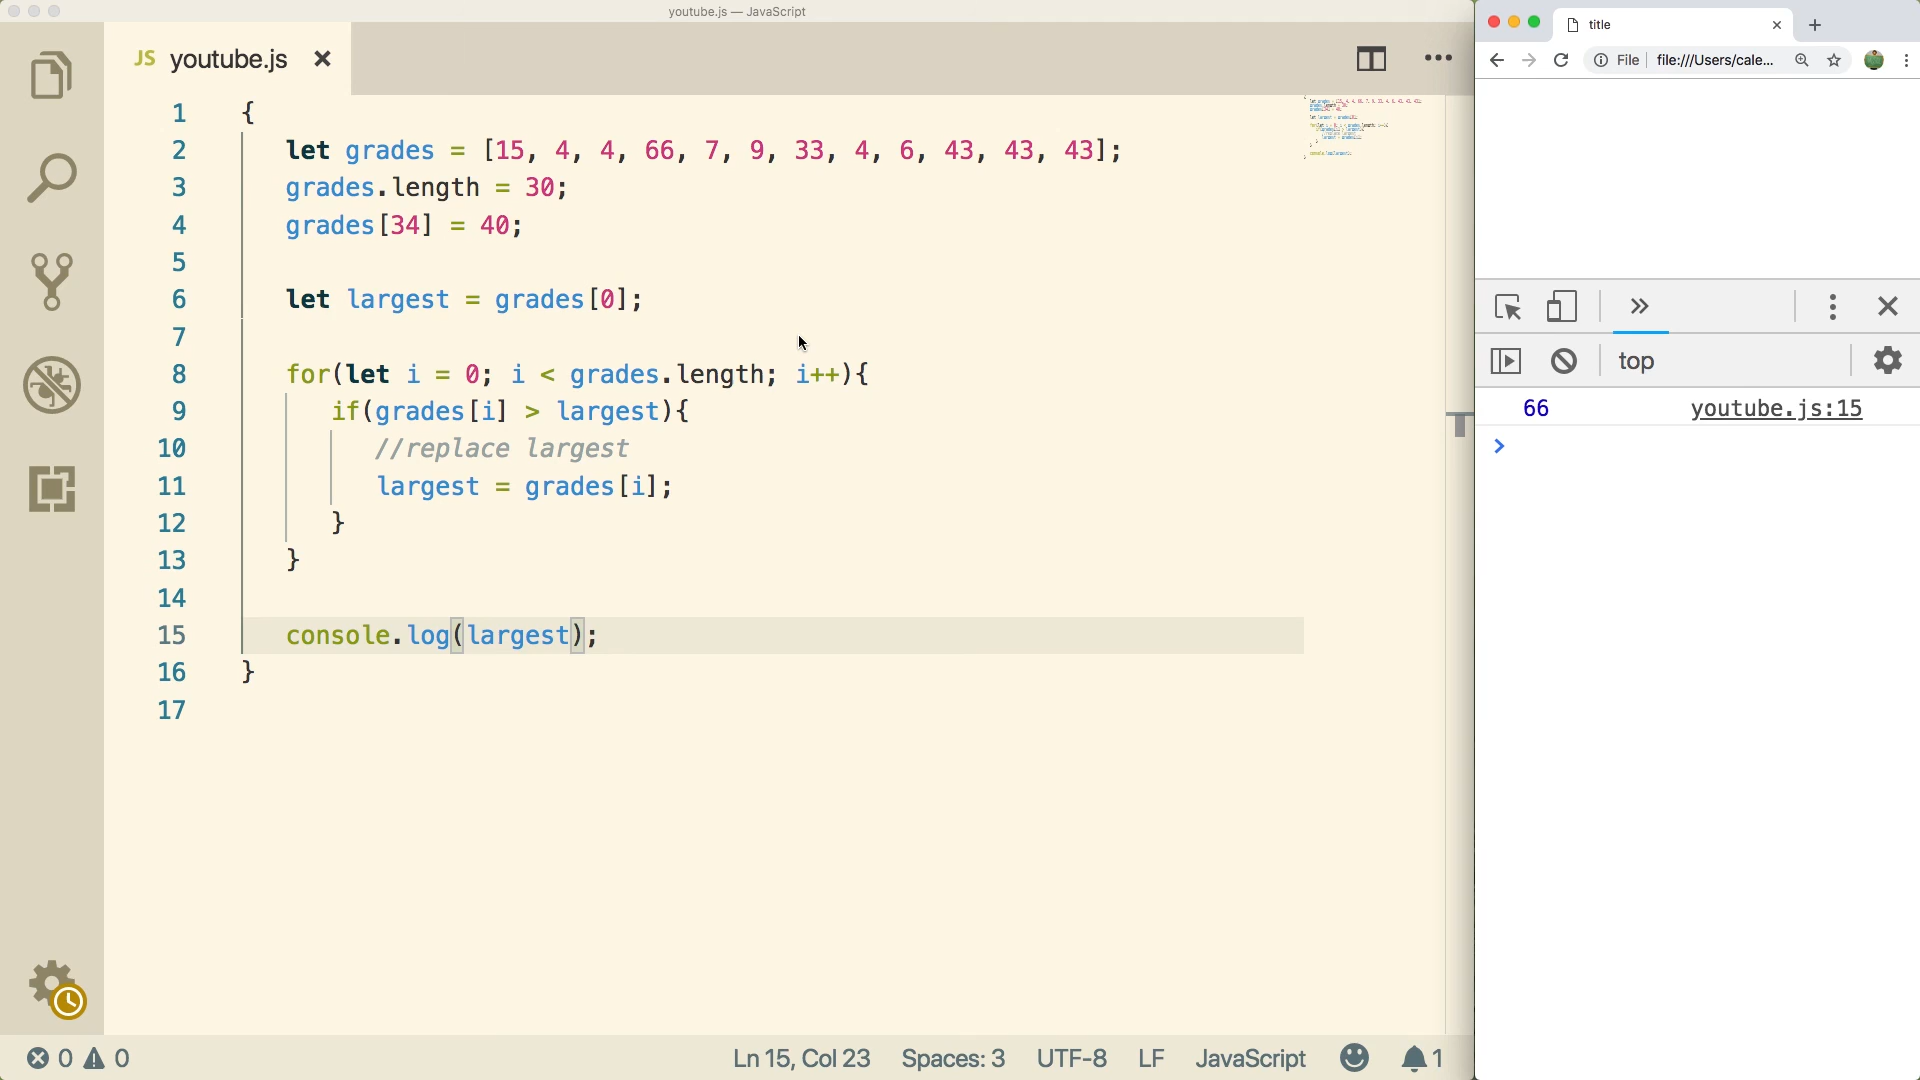 youtube.js — JavaScript
JS youtube.js
1 {
2 let grades = [15, 4, 4, 66, 7, 9, 33, 4, 6, 43, 43, 43];
3 grades.length = 30;
4 grades[34] = 40;
5
6 let largest = grades[0];
7
8 for(let i = 0; i < grades.length; i++){
9 if(grades[i] > largest){
10 //replace largest
11 largest = grades[i];
12 }
13 }
14
15 console.log(largest);
16 }
17
0 0 Ln 15, Col 23 Spaces: 3 UTF-8 LF JavaScript 1
title
File file:///Users/cale...
top
66 youtube.js:15